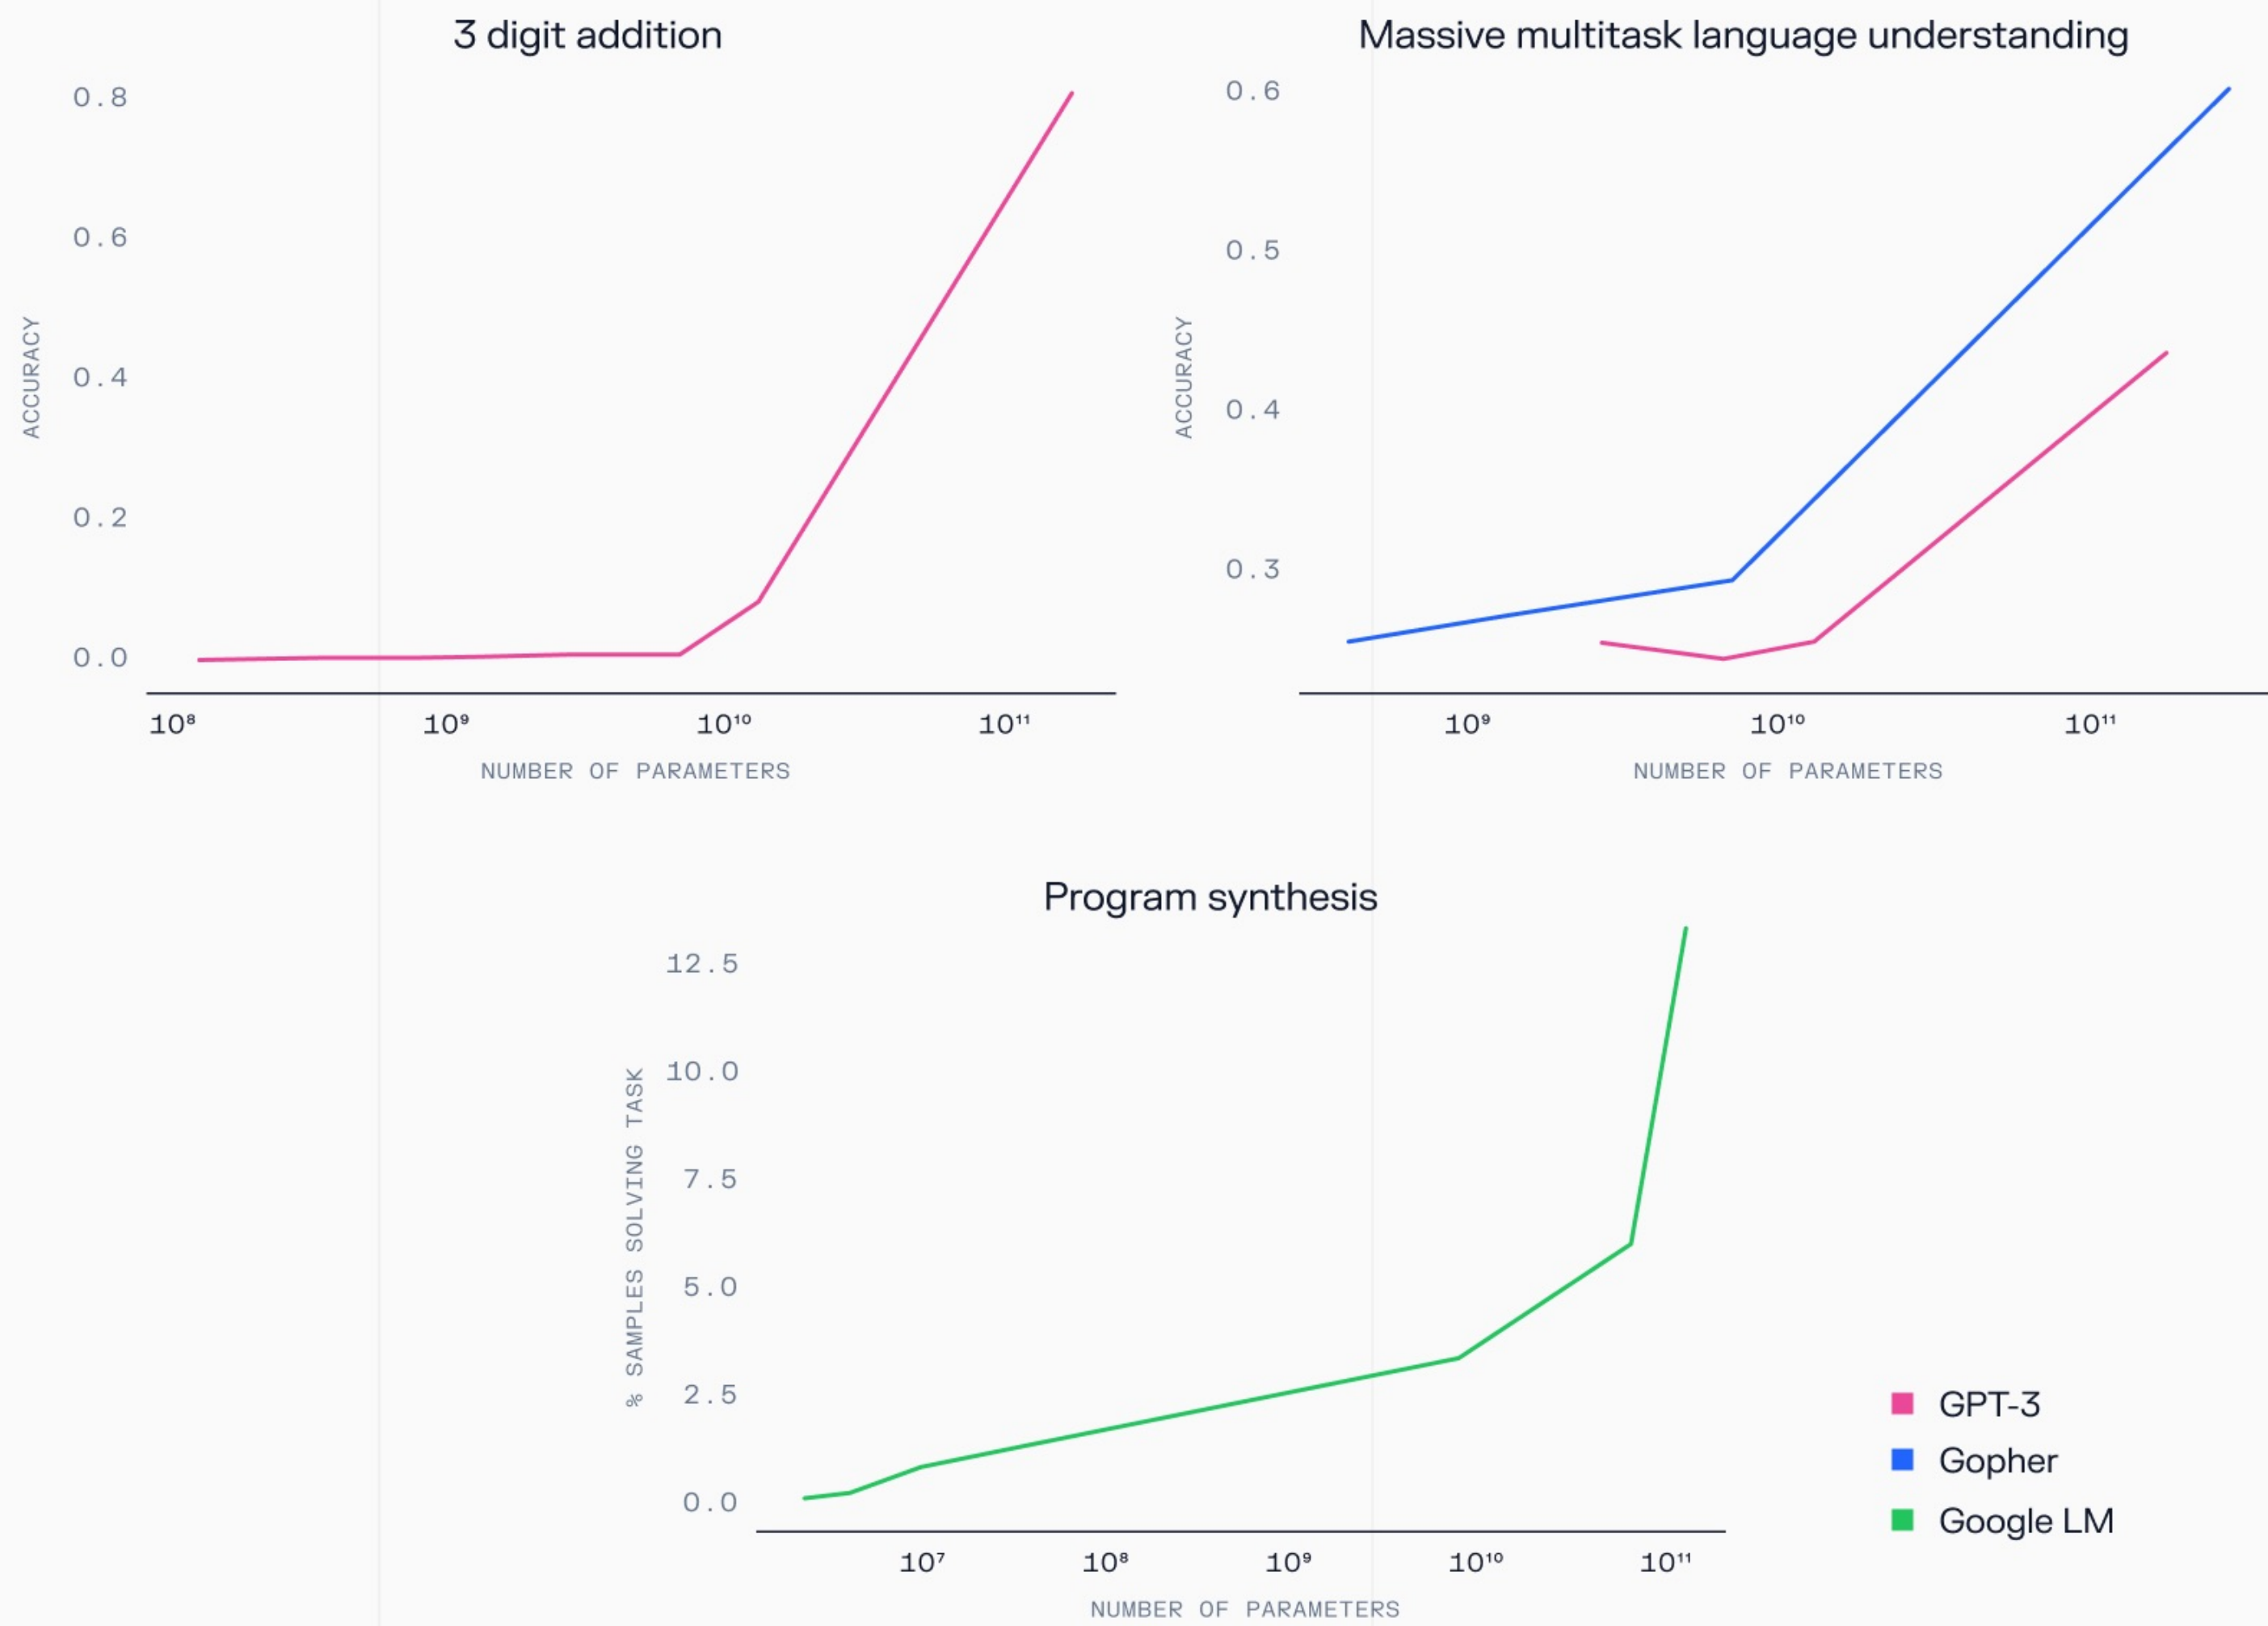 3 digit addition
0.8
0.6
0.4
0.2
0.0
ACCURACY
10⁸ 10⁹ 10¹⁰ 10¹¹
NUMBER OF PARAMETERS
Massive multitask language understanding
0.6
0.5
0.4
0.3
ACCURACY
10⁹ 10¹⁰ 10¹¹
NUMBER OF PARAMETERS
Program synthesis
12.5
10.0
7.5
5.0
2.5
0.0
% SAMPLES SOLVING TASK
10⁷ 10⁸ 10⁹ 10¹⁰ 10¹¹
NUMBER OF PARAMETERS
GPT-3
Gopher
Google LM